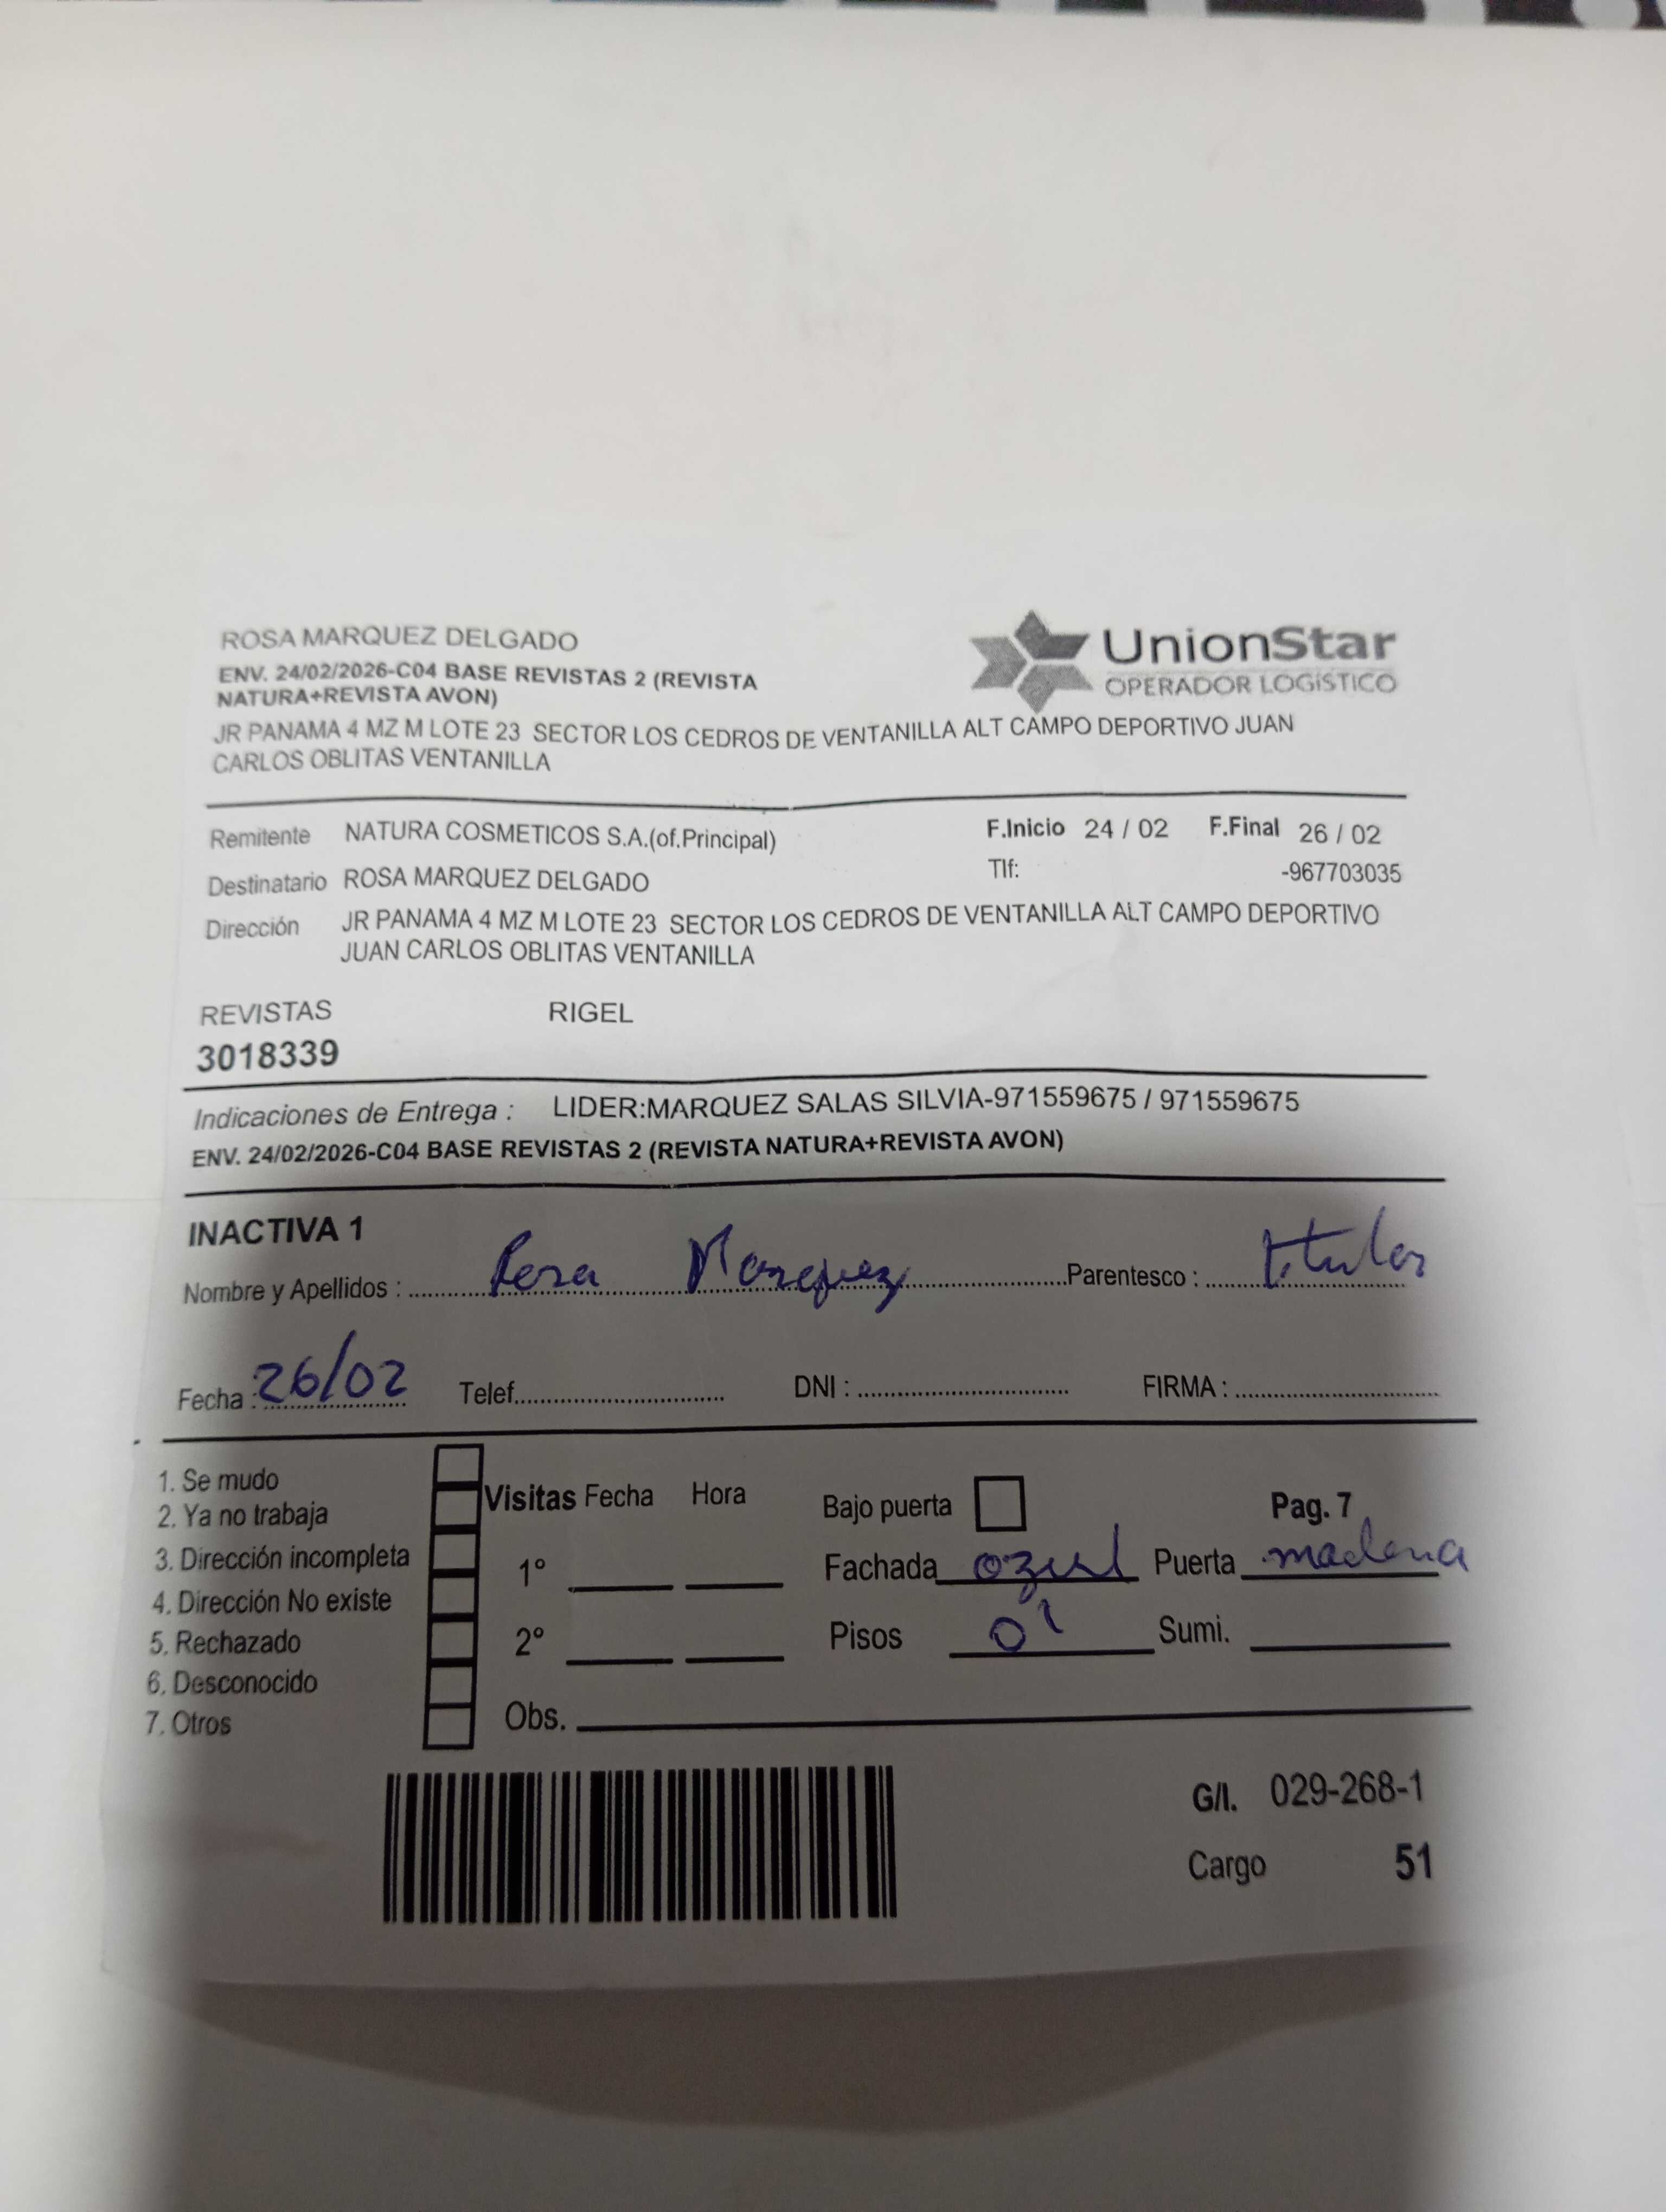 ROSA MARQUEZ DELGADO
ENV. 24/02/2026-C04 BASE REVISTAS 2 (REVISTA
NATURA+REVISTA AVON)
UnionStar
OPERADOR LOGÍSTICO
JR PANAMA 4 MZ M LOTE 23 SECTOR LOS CEDROS DE VENTANILLA ALT CAMPO DEPORTIVO JUAN
CARLOS OBLITAS VENTANILLA
Remitente NATURA COSMETICOS S.A.(of.Principal) F.Inicio 24 / 02 F.Final 26 / 02
Destinatario ROSA MARQUEZ DELGADO Tlf: -967703035
Dirección JR PANAMA 4 MZ M LOTE 23 SECTOR LOS CEDROS DE VENTANILLA ALT CAMPO DEPORTIVO
JUAN CARLOS OBLITAS VENTANILLA
REVISTAS RIGEL
3018339
Indicaciones de Entrega : LIDER:MARQUEZ SALAS SILVIA-971559675 / 971559675
ENV. 24/02/2026-C04 BASE REVISTAS 2 (REVISTA NATURA+REVISTA AVON)
INACTIVA 1
Nombre y Apellidos : Rosa Marquez Parentesco : titular
Fecha : 26/02 Telef. DNI : FIRMA :
1. Se mudo
2. Ya no trabaja
3. Dirección incompleta
4. Dirección No existe
5. Rechazado
6. Desconocido
7. Otros
Visitas Fecha Hora Bajo puerta Pag. 7
1° Fachada azul Puerta madera
2° Pisos 01 Sumi.
Obs.
G/I. 029-268-1
Cargo 51